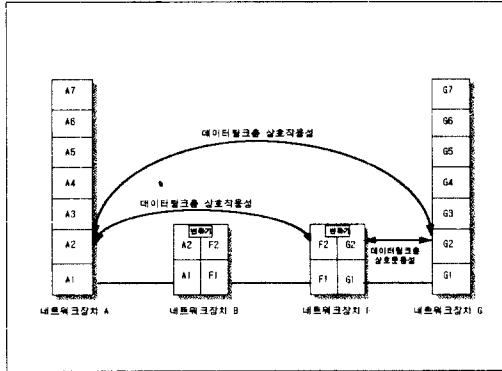 A7
A6
A5
A4
A3
A2
A1
G7
G6
G5
G4
G3
G2
G1
데이터링크층 상호작용성
데이터링크층 상호작용성
변환기
A2 F2
A1 F1
변환기
F2 G2
F1 G1
데이터링크층
상호운용성
네트워크장치 A
네트워크장치 B
네트워크장치 F
네트워크장치 G